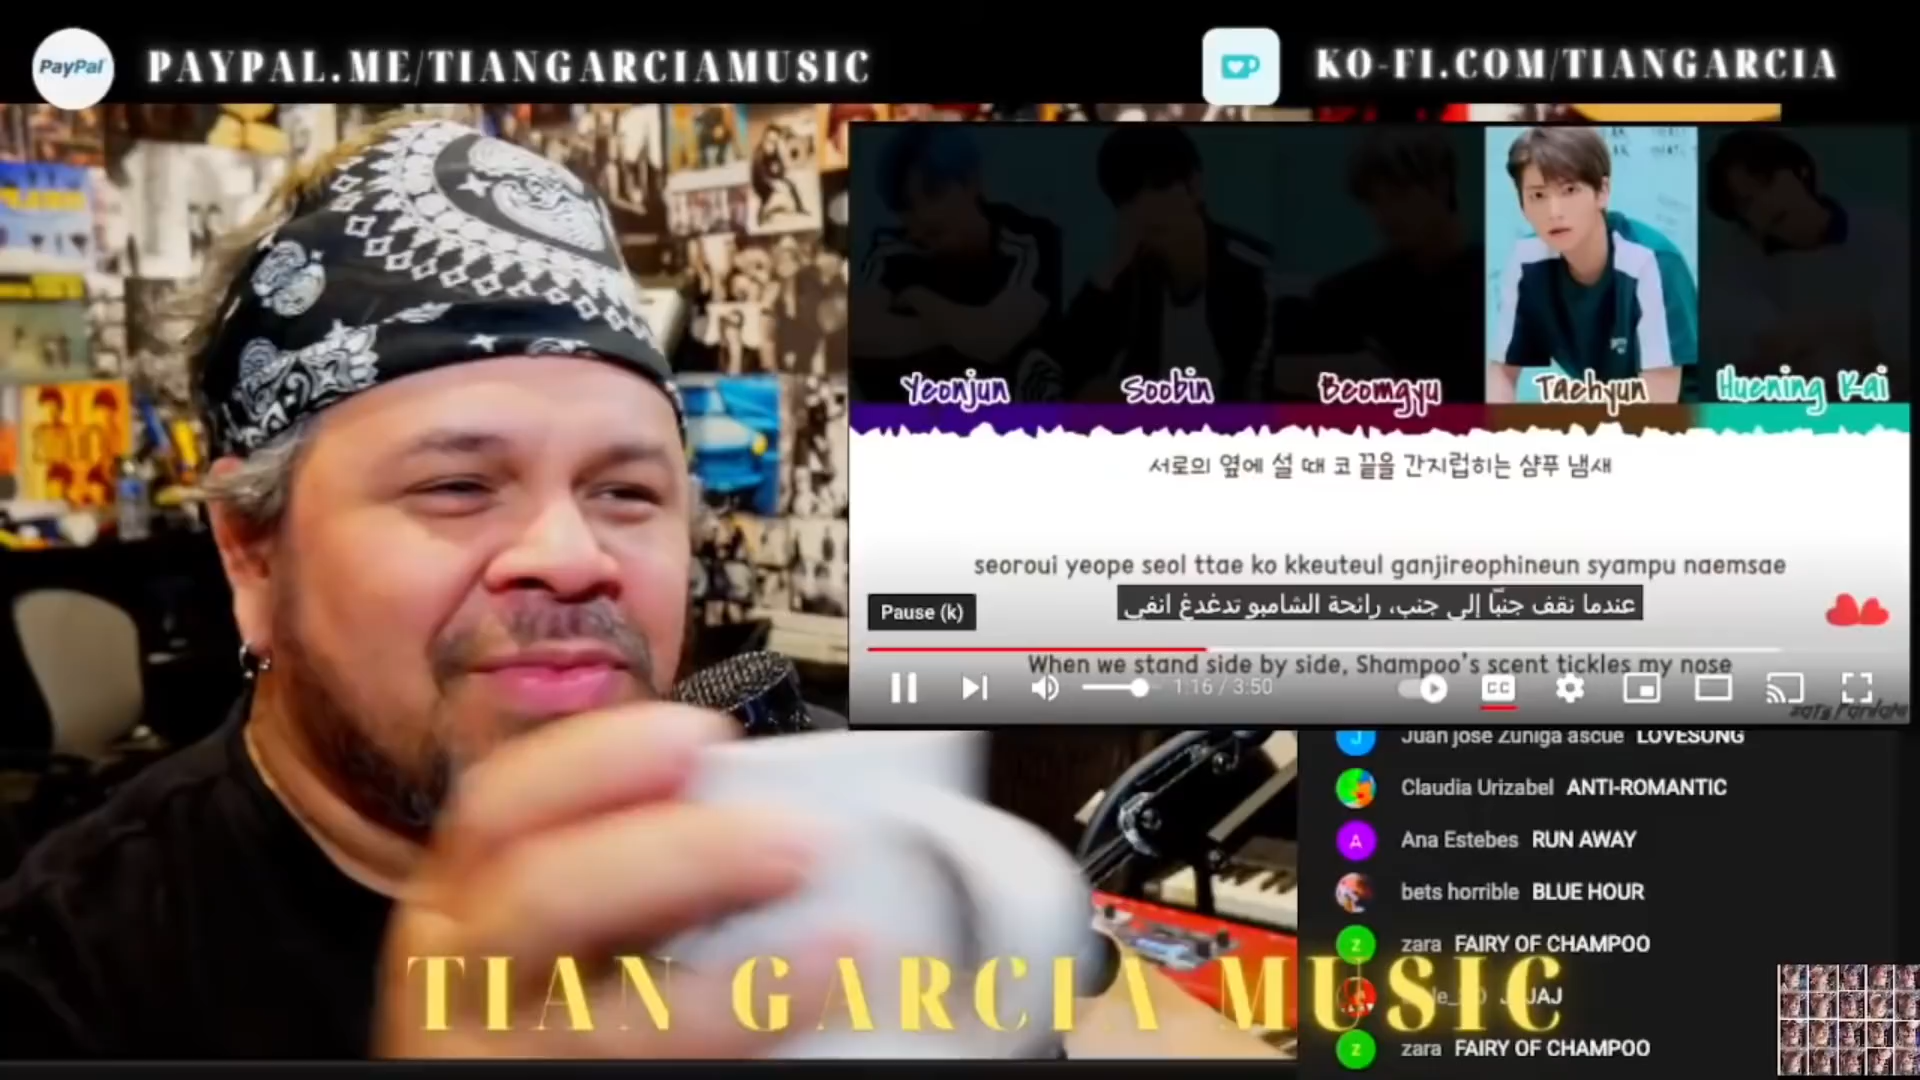 PayPal
PAYPAL.ME/TIANGARCIAMUSIC
KO-FI.COM/TIANGARCIA
Yeonjun
Soobin
Beomgyu
Taehyun
Huening Kai
서로의 옆에 설 때 코 끝을 간지럽히는 샴푸 냄새
seoroui yeope seol ttae ko kkeuteul ganjireophineun syampu naemsae
عندما نقف جنبًا إلى جنب، رائحة الشامبو تدغدغ انفي
Pause (k)
When we stand side by side, Shampoo's scent tickles my nose
1:16 / 3:50
CC
J Juan jose Zuniga ascue LOVESONG
Claudia Urizabel ANTI-ROMANTIC
A Ana Estebes RUN AWAY
bets horrible BLUE HOUR
z zara FAIRY OF CHAMPOO
z zara FAIRY OF CHAMPOO
TIAN GARCIA MUSIC